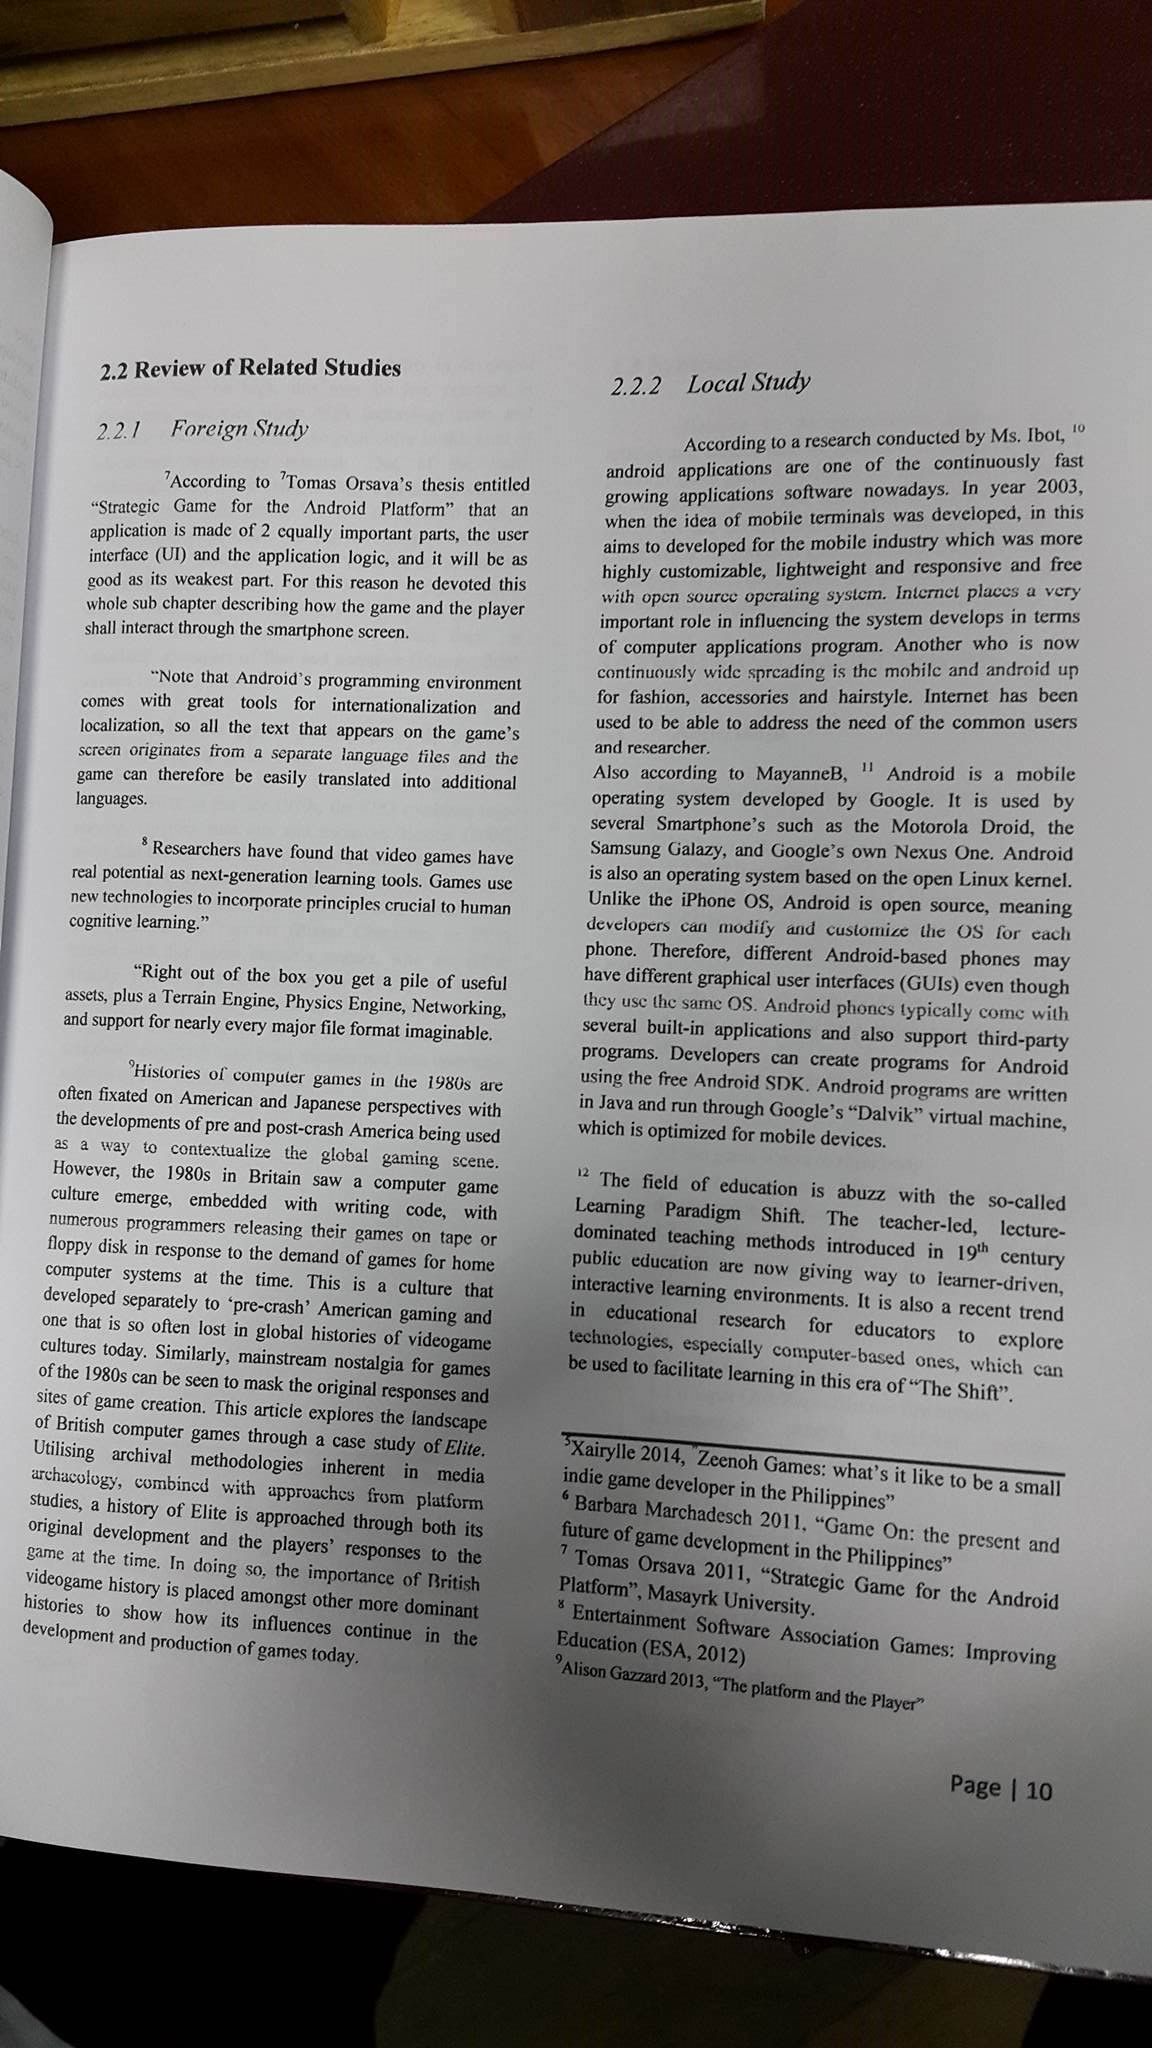 2.2 Review of Related Studies
2.2.1 Foreign Study
⁷According to ⁷Tomas Orsava's thesis entitled
"Strategic Game for the Android Platform" that an
application is made of 2 equally important parts, the user
interface (UI) and the application logic, and it will be as
good as its weakest part. For this reason he devoted this
whole sub chapter describing how the game and the player
shall interact through the smartphone screen.
"Note that Android's programming environment
comes with great tools for internationalization and
localization, so all the text that appears on the game's
screen originates from a separate language files and the
game can therefore be easily translated into additional
languages.
⁸ Researchers have found that video games have
real potential as next-generation learning tools. Games use
new technologies to incorporate principles crucial to human
cognitive learning."
"Right out of the box you get a pile of useful
assets, plus a Terrain Engine, Physics Engine, Networking,
and support for nearly every major file format imaginable.
⁹Histories of computer games in the 1980s are
often fixated on American and Japanese perspectives with
the developments of pre and post-crash America being used
as a way to contextualize the global gaming scene.
However, the 1980s in Britain saw a computer game
culture emerge, embedded with writing code, with
numerous programmers releasing their games on tape or
floppy disk in response to the demand of games for home
computer systems at the time. This is a culture that
developed separately to 'pre-crash' American gaming and
one that is so often lost in global histories of videogame
cultures today. Similarly, mainstream nostalgia for games
of the 1980s can be seen to mask the original responses and
sites of game creation. This article explores the landscape
of British computer games through a case study of Elite.
Utilising archival methodologies inherent in media
archaeology, combined with approaches from platform
studies, a history of Elite is approached through both its
original development and the players' responses to the
game at the time. In doing so, the importance of British
videogame history is placed amongst other more dominant
histories to show how its influences continue in the
development and production of games today.
2.2.2 Local Study
According to a research conducted by Ms. Ibot, ¹⁰
android applications are one of the continuously fast
growing applications software nowadays. In year 2003,
when the idea of mobile terminals was developed, in this
aims to developed for the mobile industry which was more
highly customizable, lightweight and responsive and free
with open source operating system. Internet places a very
important role in influencing the system develops in terms
of computer applications program. Another who is now
continuously wide spreading is the mobile and android up
for fashion, accessories and hairstyle. Internet has been
used to be able to address the need of the common users
and researcher.
Also according to MayanneB, ¹¹ Android is a mobile
operating system developed by Google. It is used by
several Smartphone's such as the Motorola Droid, the
Samsung Galazy, and Google's own Nexus One. Android
is also an operating system based on the open Linux kernel.
Unlike the iPhone OS, Android is open source, meaning
developers can modify and customize the OS for each
phone. Therefore, different Android-based phones may
have different graphical user interfaces (GUIs) even though
they use the same OS. Android phones typically come with
several built-in applications and also support third-party
programs. Developers can create programs for Android
using the free Android SDK. Android programs are written
in Java and run through Google's "Dalvik" virtual machine,
which is optimized for mobile devices.
¹² The field of education is abuzz with the so-called
Learning Paradigm Shift. The teacher-led, lecture-
dominated teaching methods introduced in 19th century
public education are now giving way to learner-driven,
interactive learning environments. It is also a recent trend
in educational research for educators to explore
technologies, especially computer-based ones, which can
be used to facilitate learning in this era of "The Shift".
⁵Xairylle 2014, "Zeenoh Games: what's it like to be a small
indie game developer in the Philippines"
⁶ Barbara Marchadesch 2011, "Game On: the present and
future of game development in the Philippines"
⁷ Tomas Orsava 2011, "Strategic Game for the Android
Platform", Masayrk University.
⁸ Entertainment Software Association Games: Improving
Education (ESA, 2012)
⁹Alison Gazzard 2013, "The platform and the Player"
Page | 10